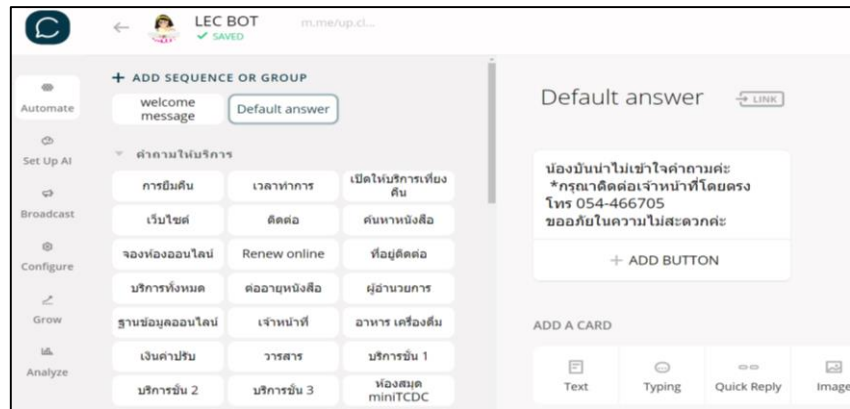 LEC BOT
m.me/up.cl...
SAVED
Automate
Set Up AI
Broadcast
Configure
Grow
Analyze
+ ADD SEQUENCE OR GROUP
welcome
message
Default answer
คำถามให้บริการ
การยืมคืน
เวลาทำการ
เปิดให้บริการเที่ยง
คืน
เว็บไซต์
ติดต่อ
ค้นหาหนังสือ
จองห้องออนไลน์
Renew online
ที่อยู่ติดต่อ
บริการทั้งหมด
ต่ออายุหนังสือ
ผู้อำนวยการ
ฐานข้อมูลออนไลน์
เจ้าหน้าที่
อาหาร เครื่องดื่ม
เงินค่าปรับ
วารสาร
บริการชั้น 1
บริการชั้น 2
บริการชั้น 3
ห้องสมุด
miniTCDC
Default answer
LINK
น้องบันน่าไม่เข้าใจคำถามค่ะ
*กรุณาติดต่อเจ้าหน้าที่โดยตรง
โทร 054-466705
ขออภัยในความไม่สะดวกค่ะ
+ ADD BUTTON
ADD A CARD
Text
Typing
Quick Reply
Image